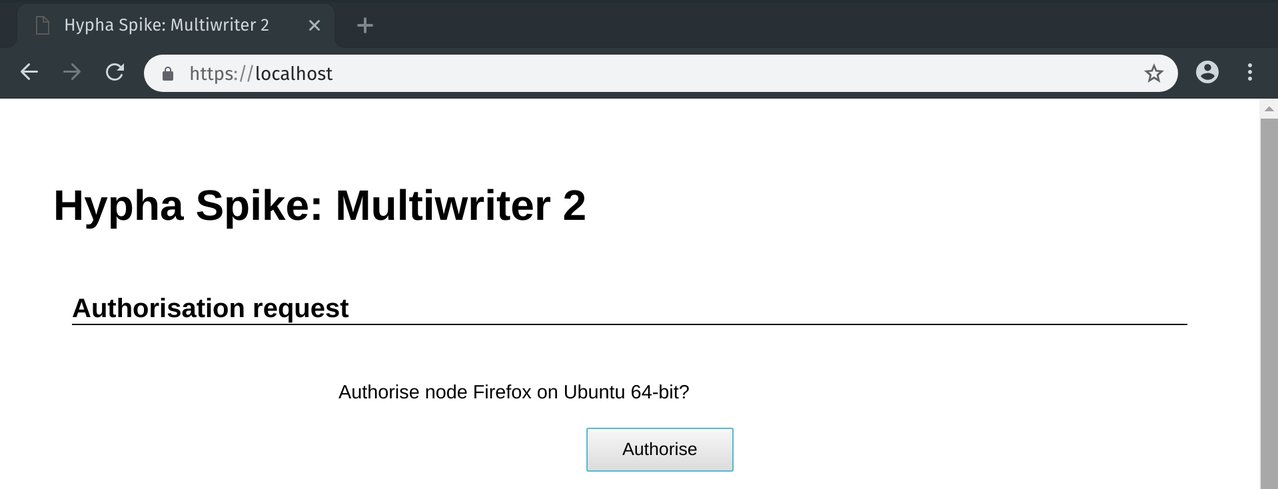 Hypha Spike: Multiwriter 2
https://localhost
Hypha Spike: Multiwriter 2
Authorisation request
Authorise node Firefox on Ubuntu 64-bit?
Authorise